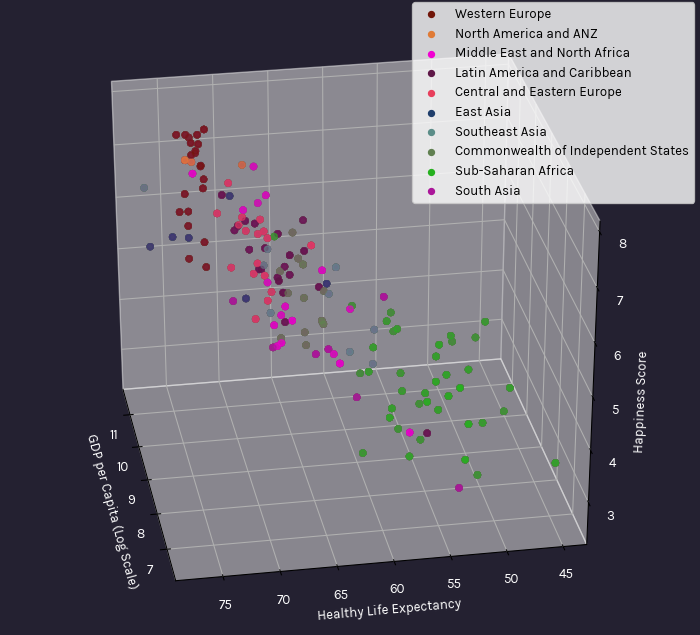 Western Europe
North America and ANZ
Middle East and North Africa
Latin America and Caribbean
Central and Eastern Europe
East Asia
Southeast Asia
Commonwealth of Independent States
Sub-Saharan Africa
South Asia
8
7
6
5
4
3
Happiness Score
11
10
9
8
7
GDP per Capita (Log Scale)
75
70
65
60
55
50
45
Healthy Life Expectancy